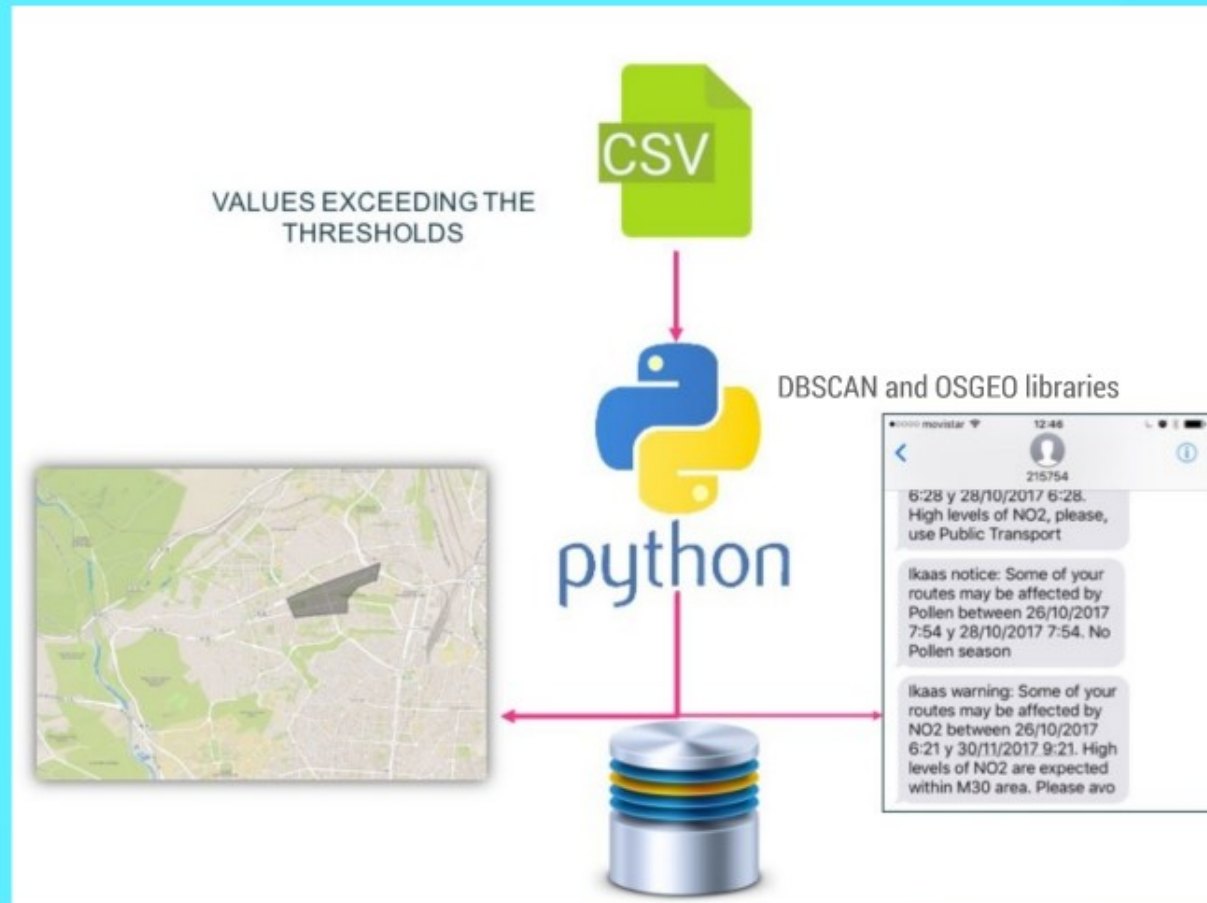 CSV
VALUES EXCEEDING THE
THRESHOLDS
python
DBSCAN and OSGEO libraries
movistar 12:46
215754
6:28 y 28/10/2017 6:28.
High levels of NO2, please,
use Public Transport
Ikaas notice: Some of your
routes may be affected by
Pollen between 26/10/2017
7:54 y 28/10/2017 7:54. No
Pollen season
Ikaas warning: Some of your
routes may be affected by
NO2 between 26/10/2017
6:21 y 30/11/2017 9:21. High
levels of NO2 are expected
within M30 area. Please avo